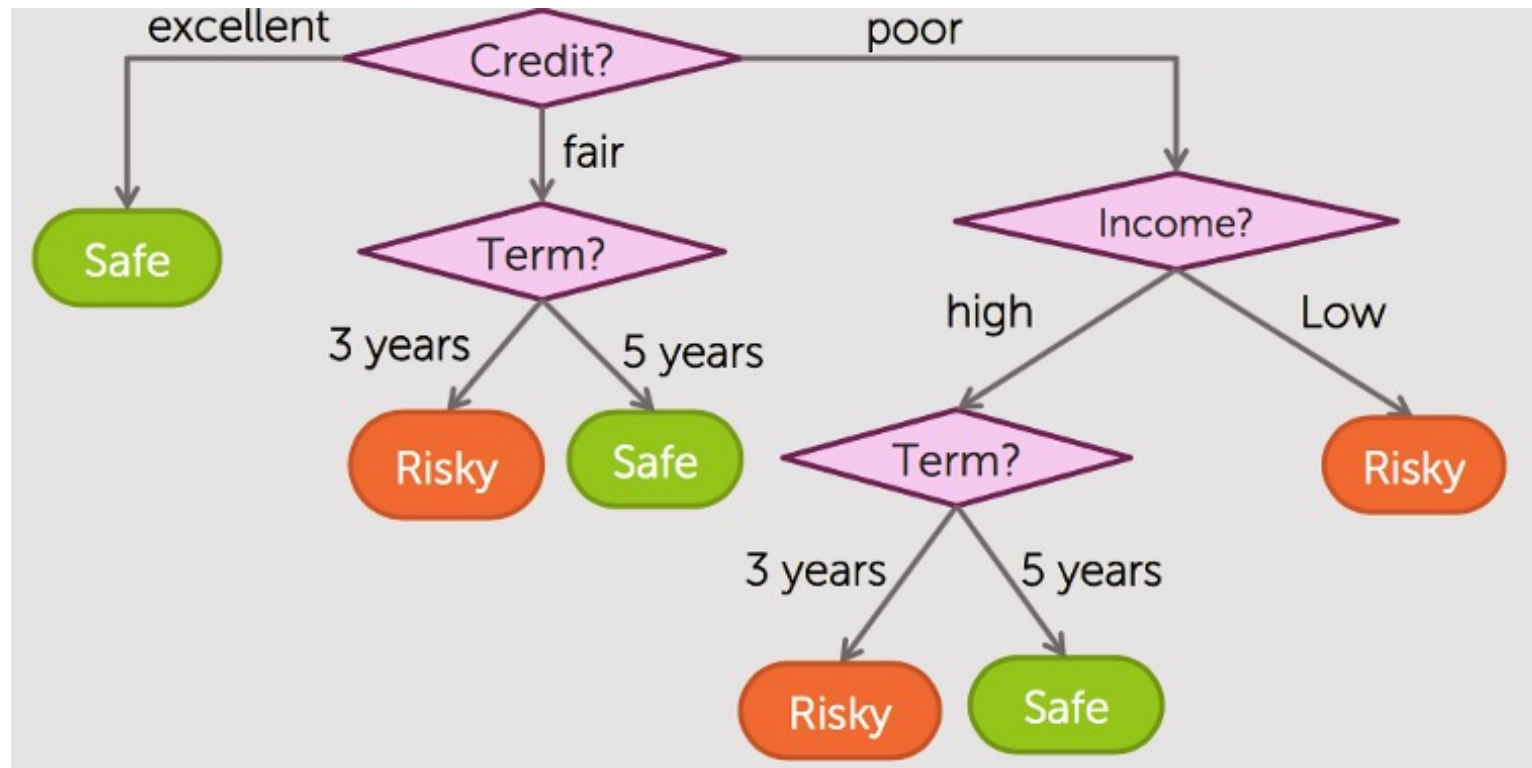 excellent
Credit?
poor
fair
Safe
Term?
Income?
3 years
5 years
high
Low
Risky
Safe
Term?
Risky
3 years
5 years
Risky
Safe